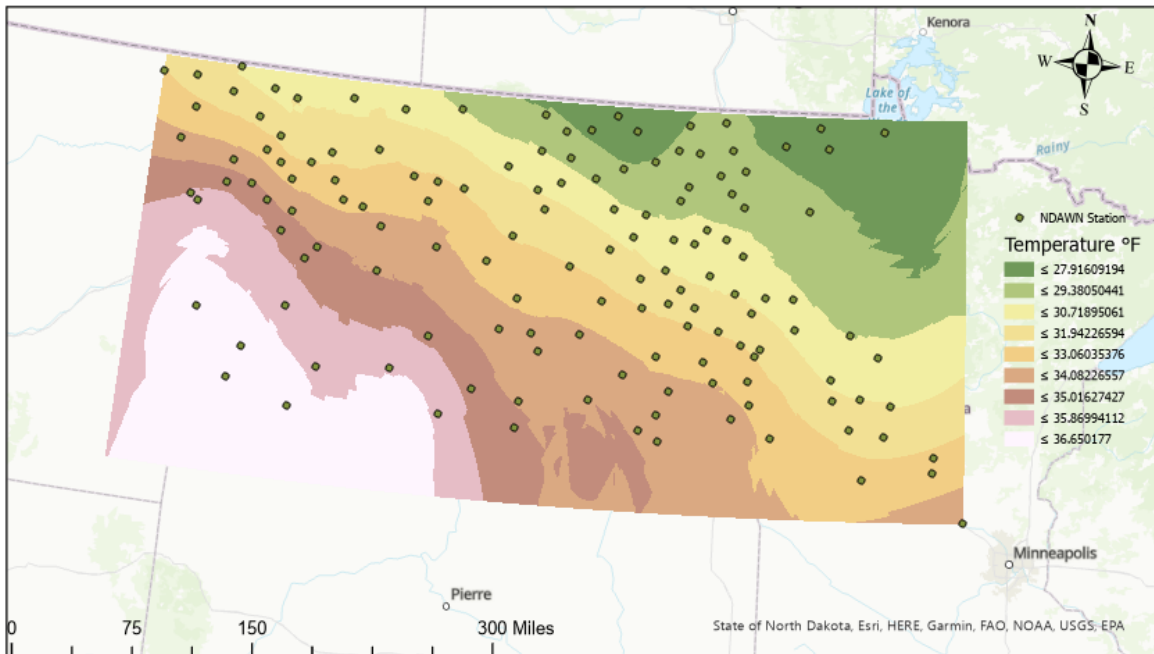 Kenora
N
W
E
S
Lake of
the
Rainy
NDAWN Station
Temperature °F
≤ 27.91609194
≤ 29.38050441
≤ 30.71895061
≤ 31.94226594
≤ 33.06035376
≤ 34.08226557
≤ 35.01627427
≤ 35.86994112
≤ 36.650177
a
Minneapolis
Pierre
0 75 150 300 Miles
State of North Dakota, Esri, HERE, Garmin, FAO, NOAA, USGS, EPA